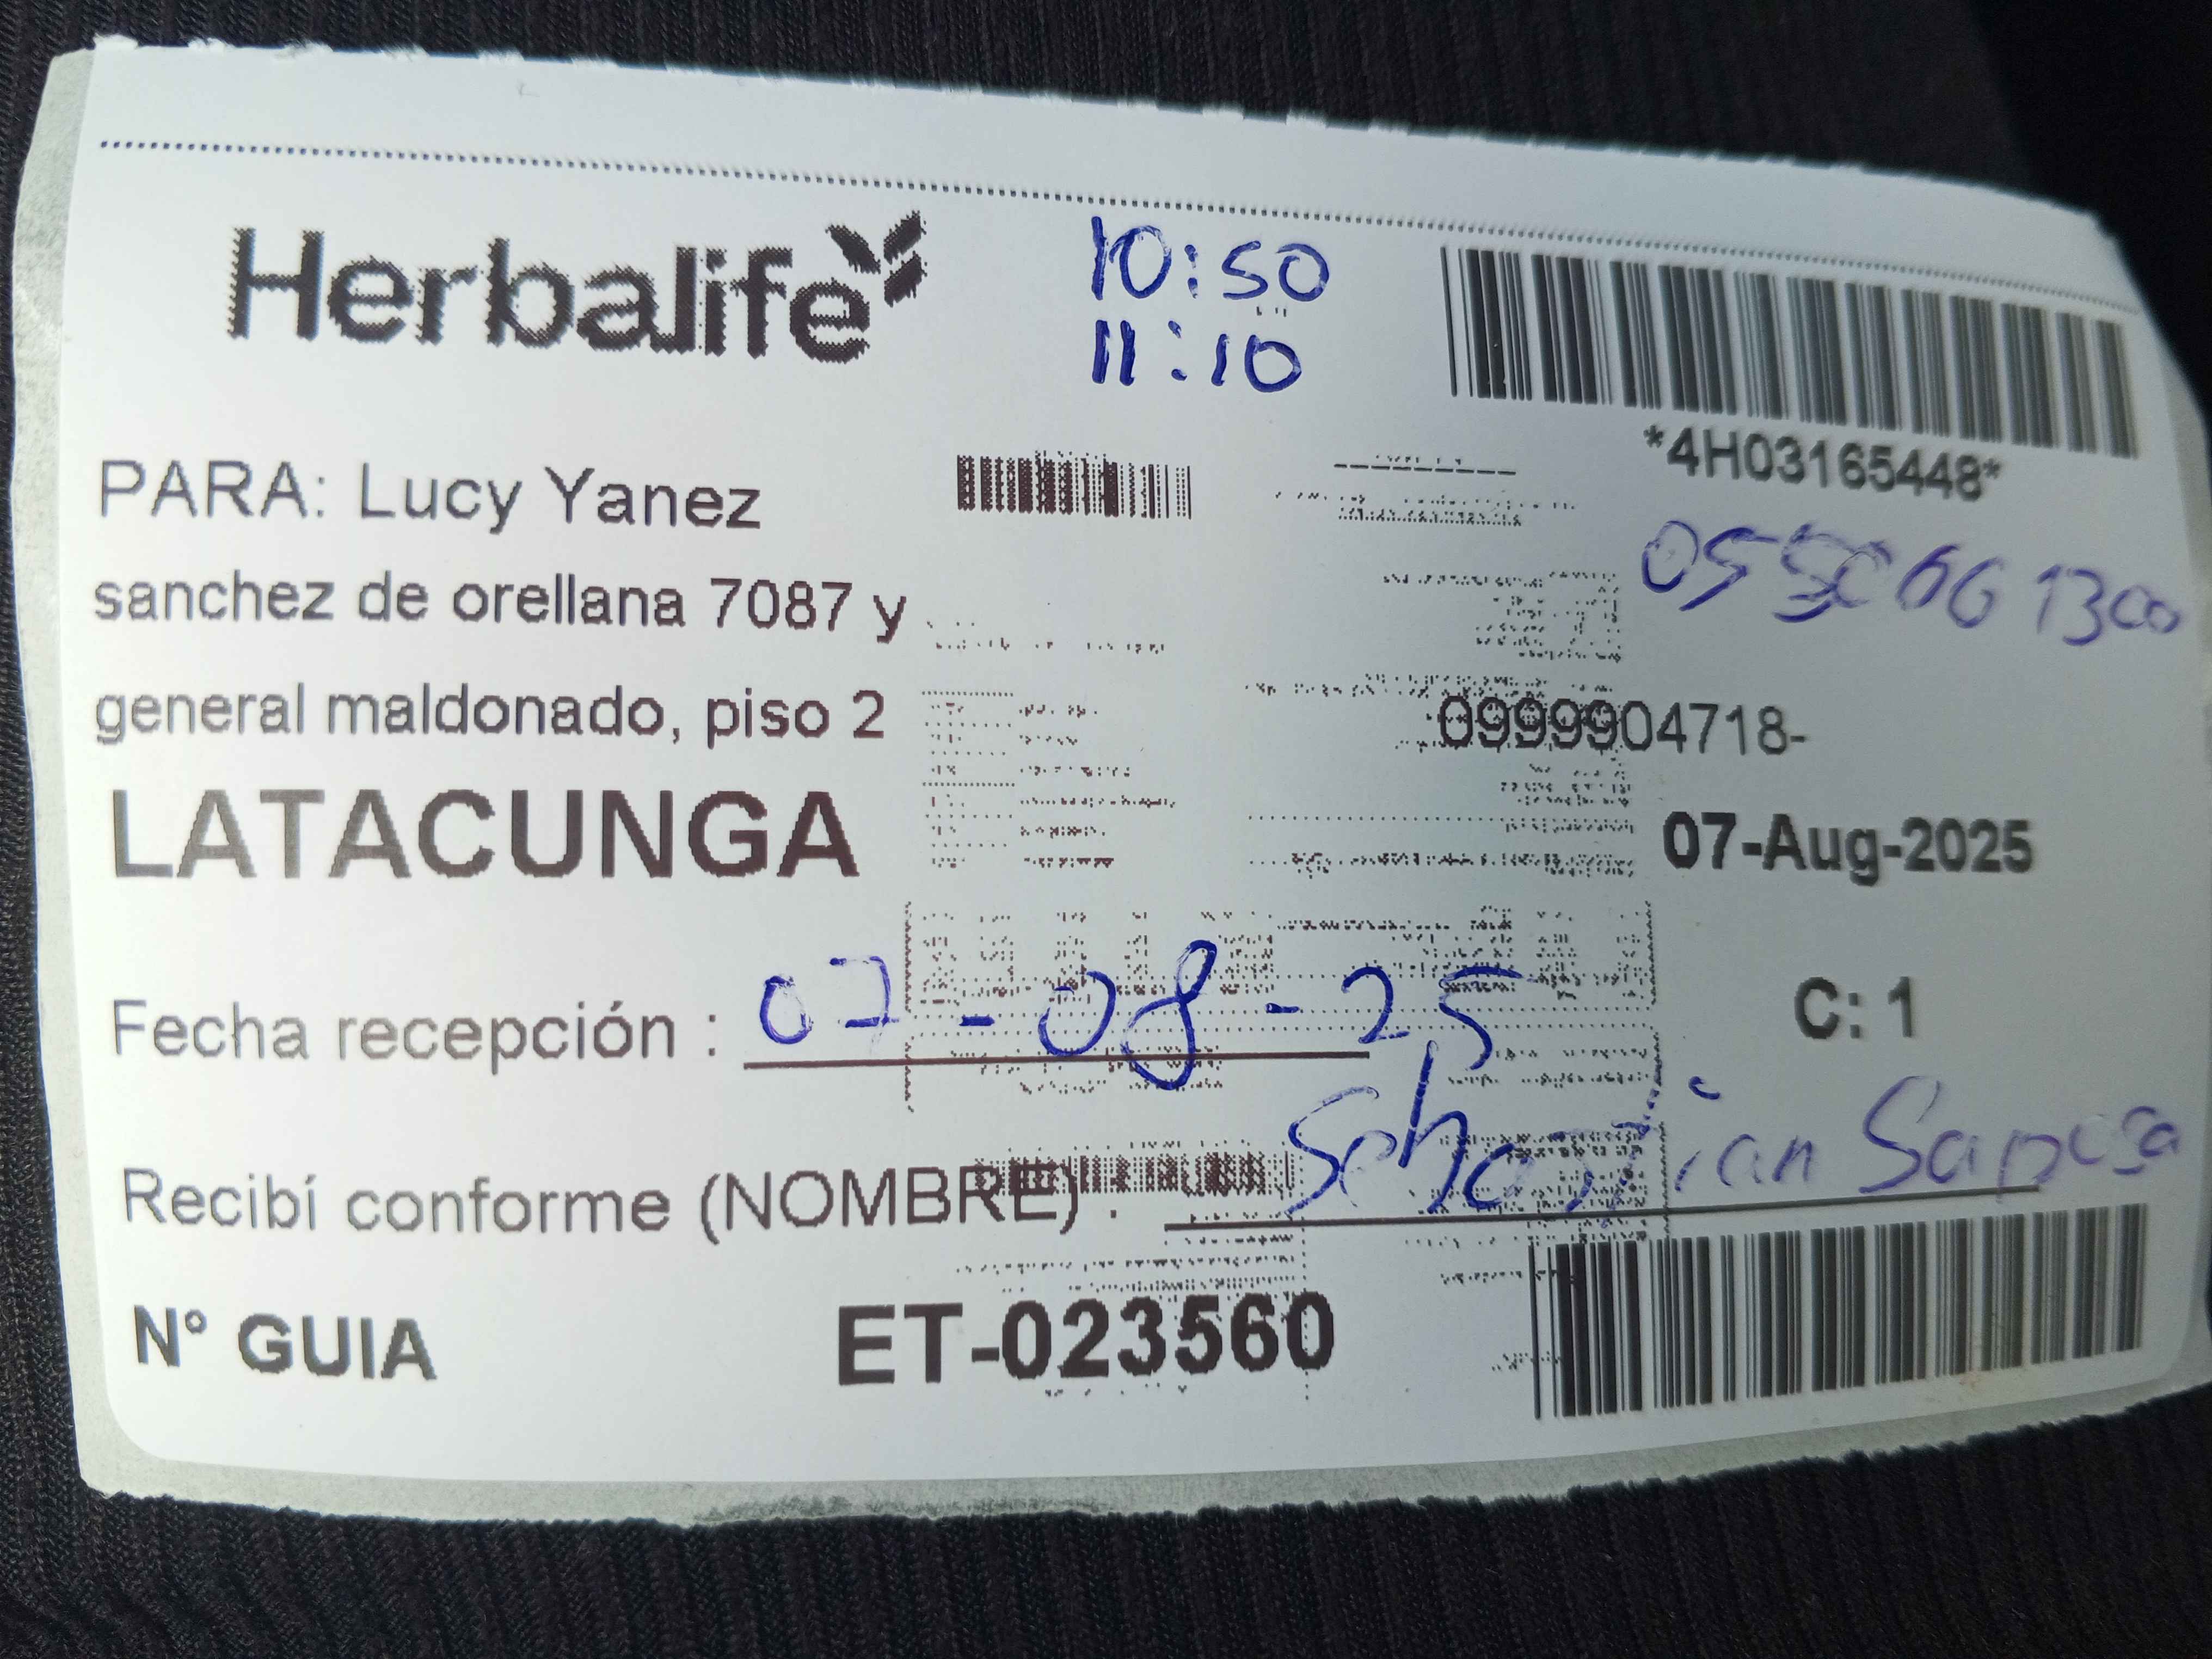 Herbalife
10:50
11:10
*4H03165448*
PARA: Lucy Yanez
sanchez de orellana 7087 y
general maldonado, piso 2
0999904718-
LATACUNGA
07-Aug-2025
Fecha recepción : 07-08-25
C: 1
Recibí conforme (NOMBRE) :
N° GUIA ET-023560